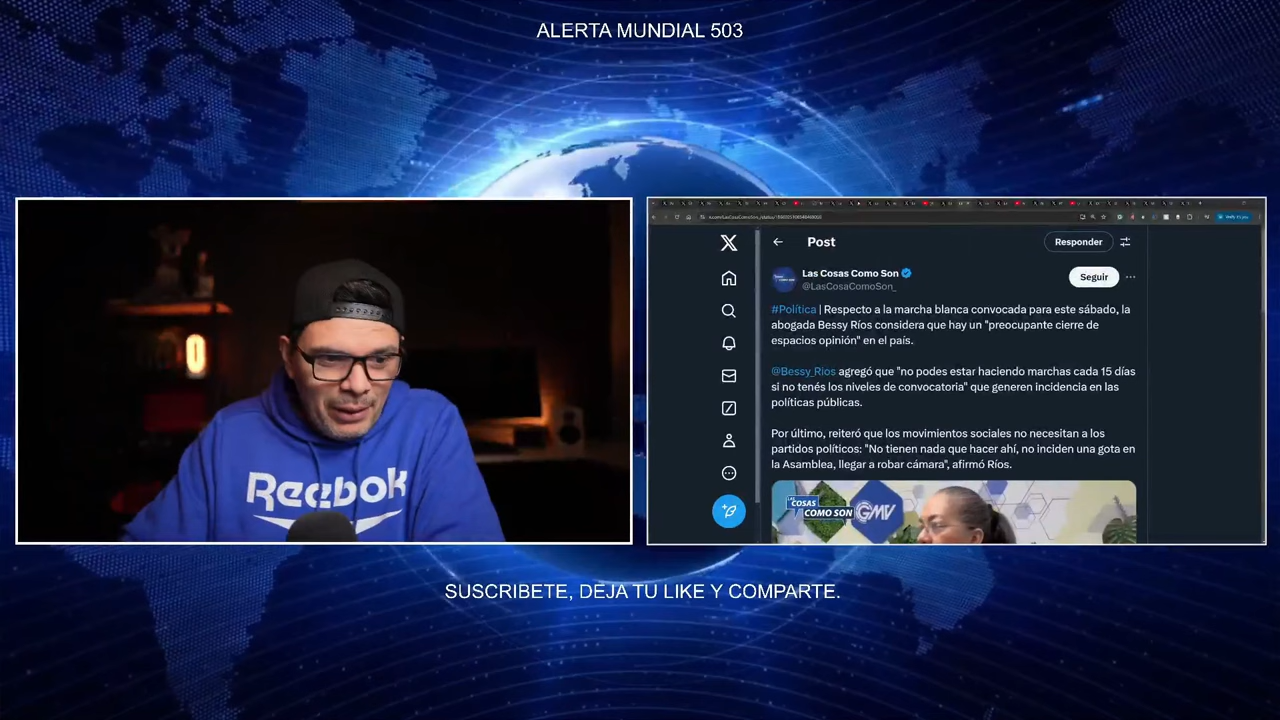 ALERTA MUNDIAL 503
Reebok
Post
Responder
Las Cosas Como Son
@LasCosaComoSon_
Seguir
#Política | Respecto a la marcha blanca convocada para este sábado, la
abogada Bessy Ríos considera que hay un "preocupante cierre de
espacios opinión" en el país.
@Bessy_Rios agregó que "no podes estar haciendo marchas cada 15 días
si no tenés los niveles de convocatoria" que generen incidencia en las
políticas públicas.
Por último, reiteró que los movimientos sociales no necesitan a los
partidos políticos: "No tienen nada que hacer ahí, no inciden una gota en
la Asamblea, llegar a robar cámara", afirmó Ríos.
LAS
COSAS
COMO SON
GMV
SUSCRIBETE, DEJA TU LIKE Y COMPARTE.